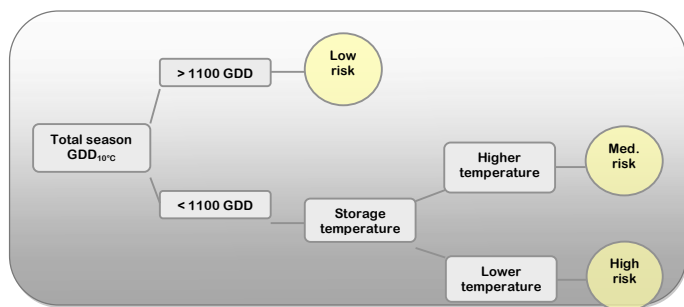 Low
risk
> 1100 GDD
Total season
GDD10°C
< 1100 GDD
Storage
temperature
Higher
temperature
Med.
risk
Lower
temperature
High
risk